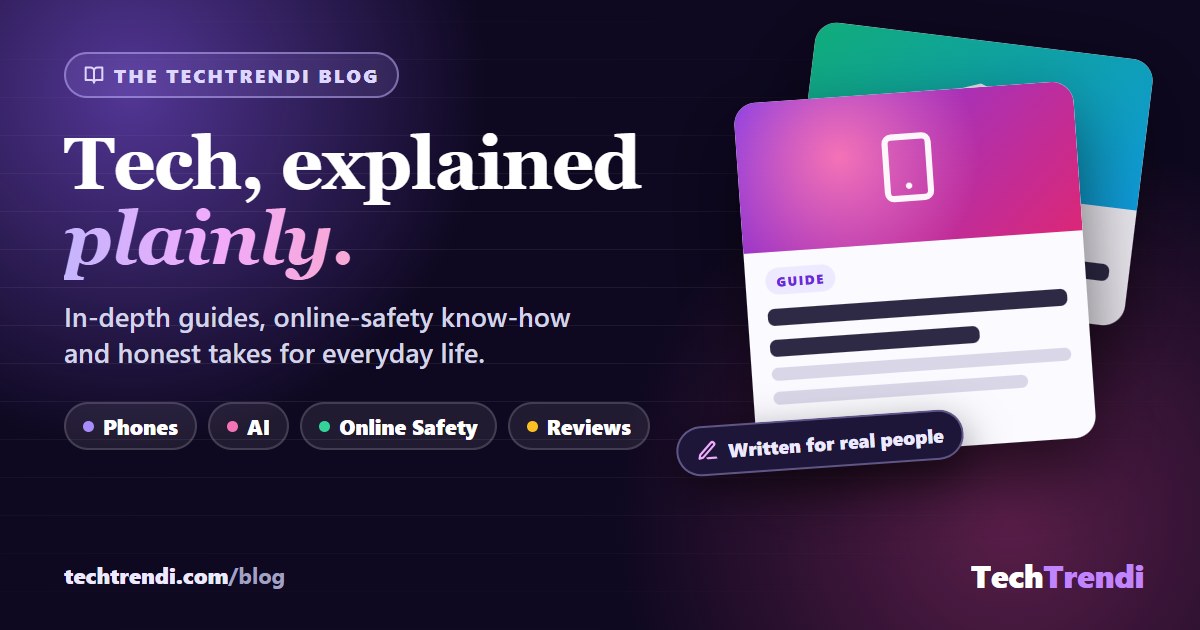 THE TECHTRENDI BLOG
Tech, explained
plainly.
In-depth guides, online-safety know-how
and honest takes for everyday life.
Phones
AI
Online Safety
Reviews
GUIDE
Written for real people
techtrendi.com/blog
TechTrendi